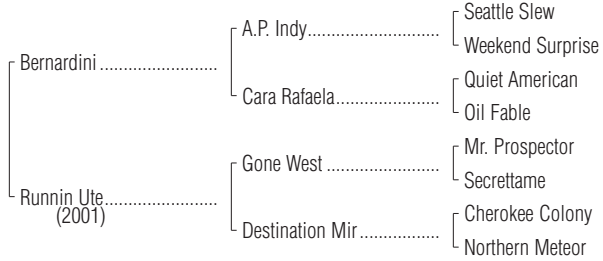 Seattle Slew
A.P. Indy
Weekend Surprise
Bernardini
Quiet American
Cara Rafaela
Oil Fable
Mr. Prospector
Gone West
Secrettame
Runnin Ute
(2001)
Cherokee Colony
Destination Mir
Northern Meteor